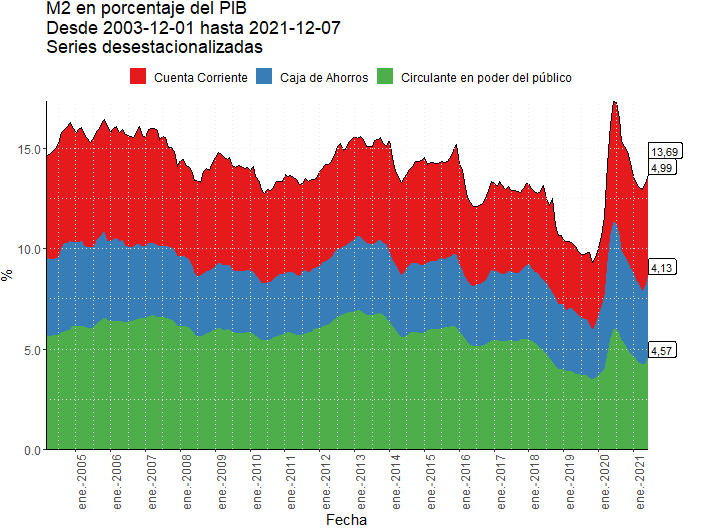 M2 en porcentaje del PIB
Desde 2003-12-01 hasta 2021-12-07
Series desestacionalizadas
Cuenta Corriente Caja de Ahorros Circulante en poder del público
15.0
10.0
5.0
0.0
%
13,69
4,99
4,13
4,57
ene.-2005
ene.-2006
ene.-2007
ene.-2008
ene.-2009
ene.-2010
ene.-2011
ene.-2012
ene.-2013
ene.-2014
ene.-2015
ene.-2016
ene.-2017
ene.-2018
ene.-2019
ene.-2020
ene.-2021
Fecha